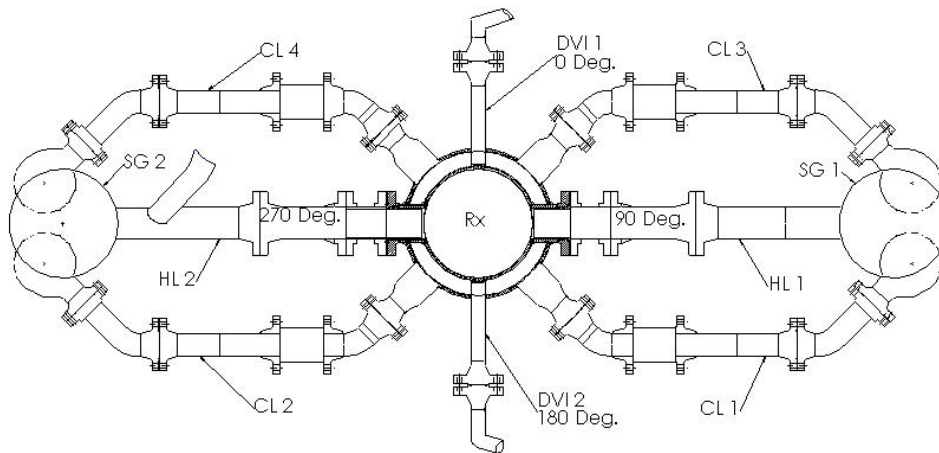 CL 4
DVI 1
0 Deg.
CL 3
SG 2
SG 1
270 Deg.
Rx
90 Deg.
HL 2
HL 1
CL 2
DVI 2
180 Deg.
CL 1